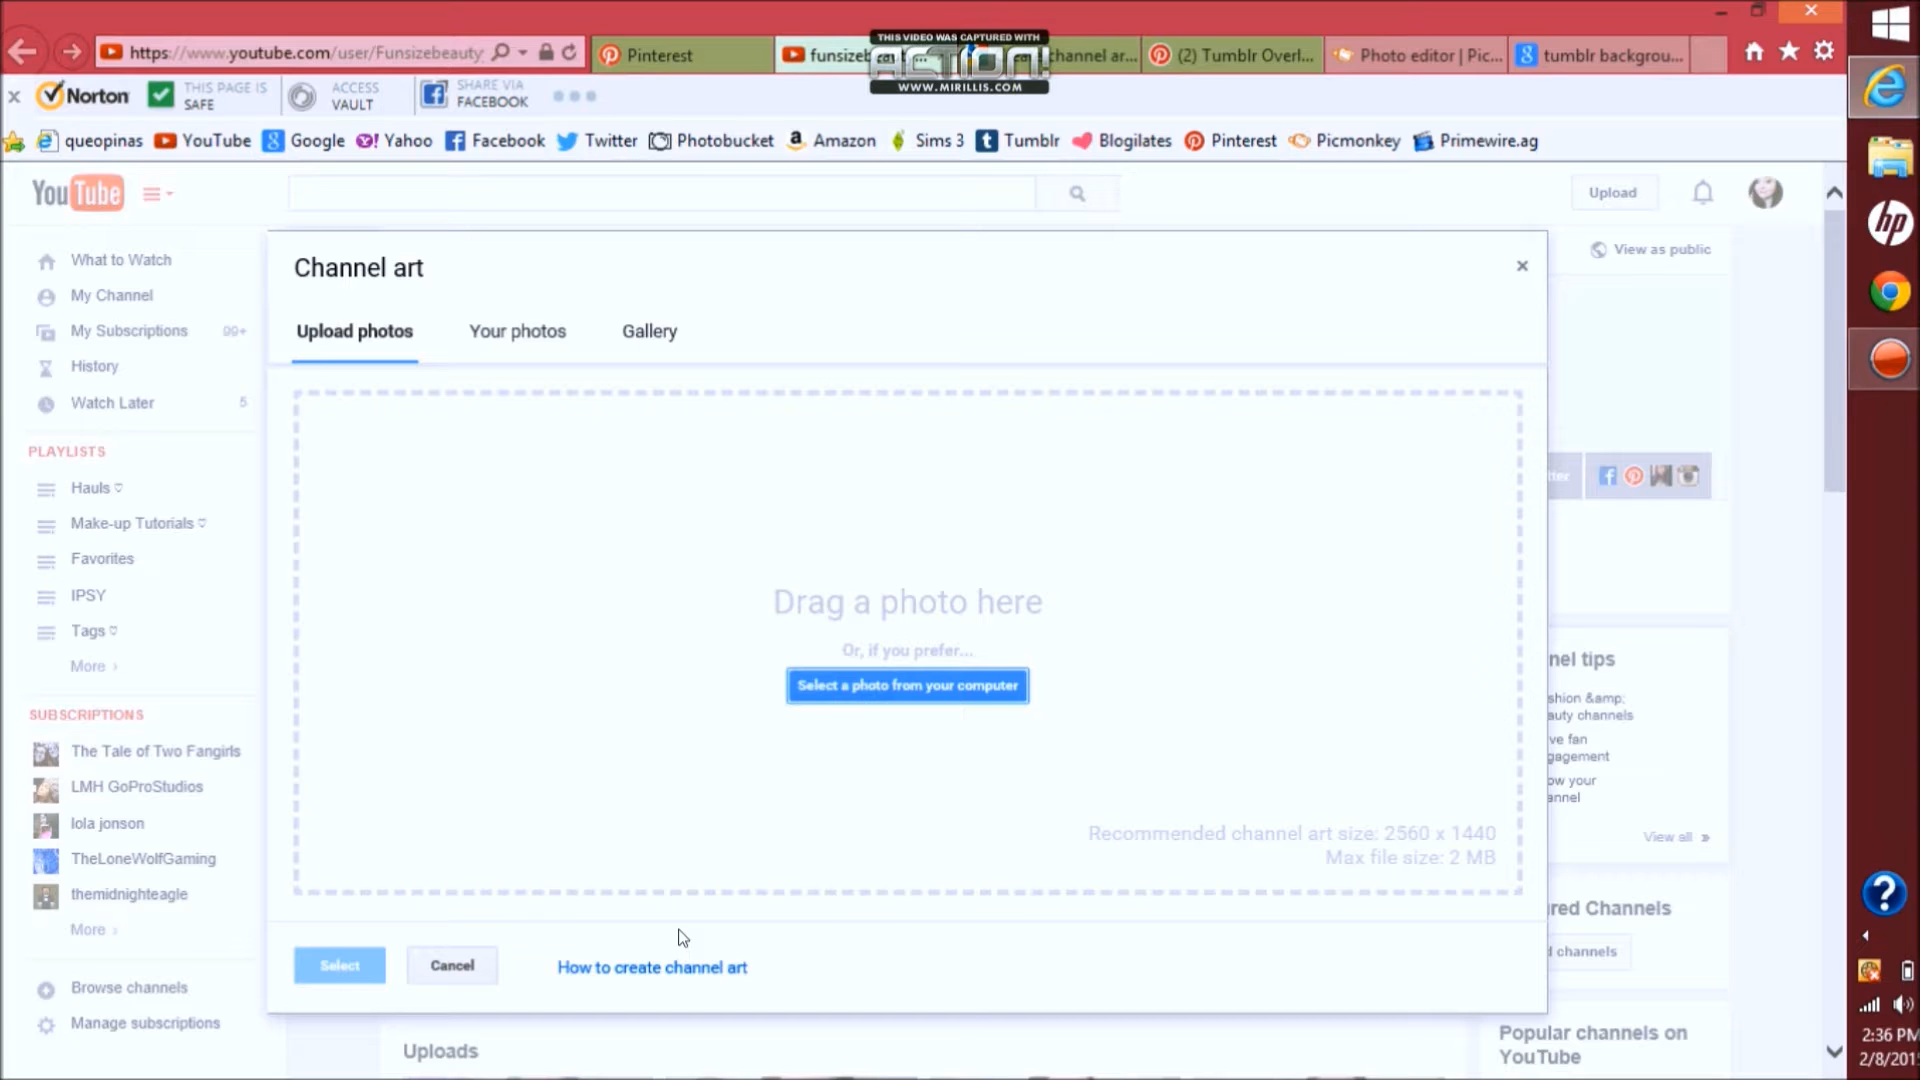 THIS VIDEO WAS CAPTURED WITH
ACTION!
WWW.MIRILLIS.COM
https://www.youtube.com/user/Funsizebeauty
Pinterest
funsizebeaut
channel ar...
(2) Tumblr Overl...
Photo editor | Pic...
tumblr backgrou...
Norton
THIS PAGE IS
SAFE
ACCESS
VAULT
SHARE VIA
FACEBOOK
queopinas
YouTube
Google
Yahoo
Facebook
Twitter
Photobucket
Amazon
Sims 3
Tumblr
Blogilates
Pinterest
Picmonkey
Primewire.ag
YouTube
Upload
What to Watch
My Channel
My Subscriptions 99+
History
Watch Later 5
PLAYLISTS
Hauls ♡
Make-up Tutorials ♡
Favorites
IPSY
Tags ♡
More ›
SUBSCRIPTIONS
The Tale of Two Fangirls
LMH GoProStudios
lola jonson
TheLoneWolfGaming
themidnighteagle
More ›
Browse channels
Manage subscriptions
Channel art
Upload photos
Your photos
Gallery
Drag a photo here
Or, if you prefer...
Select a photo from your computer
Recommended channel art size: 2560 x 1440
Max file size: 2 MB
Select
Cancel
How to create channel art
Uploads
View as public
tter
nel tips
shion &amp;
auty channels
ve fan
gagement
ow your
annel
View all »
red Channels
d channels
Popular channels on
YouTube
hp
2:36 PM
2/8/201